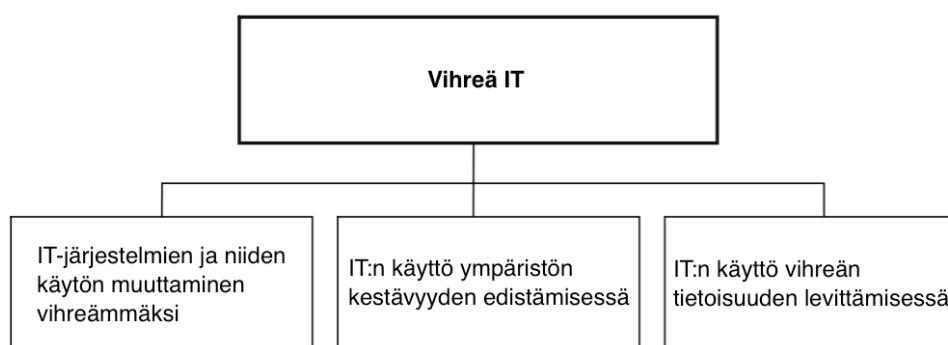 Vihreä IT
IT-järjestelmien ja niiden
käytön muuttaminen
vihreämmäksi
IT:n käyttö ympäristön
kestävyyden edistämisessä
IT:n käyttö vihreän
tietoisuuden levittämisessä